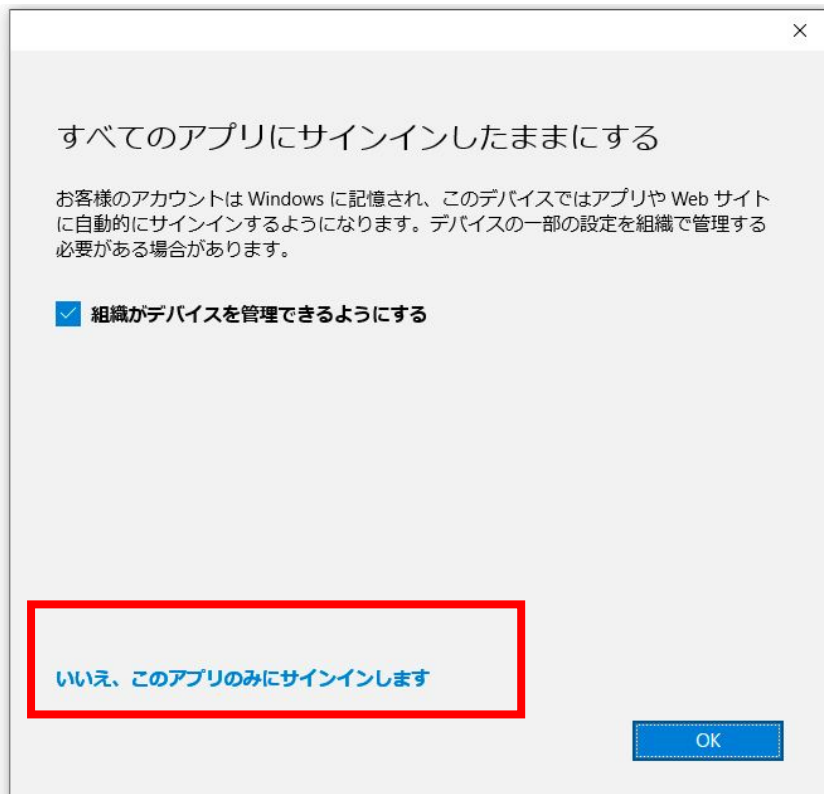 すべてのアプリにサインインしたままにする
お客様のアカウントは Windows に記憶され、このデバイスではアプリや Web サイト
に自動的にサインインするようになります。デバイスの一部の設定を組織で管理する
必要がある場合があります。
組織がデバイスを管理できるようにする
いいえ、このアプリのみにサインインします
OK